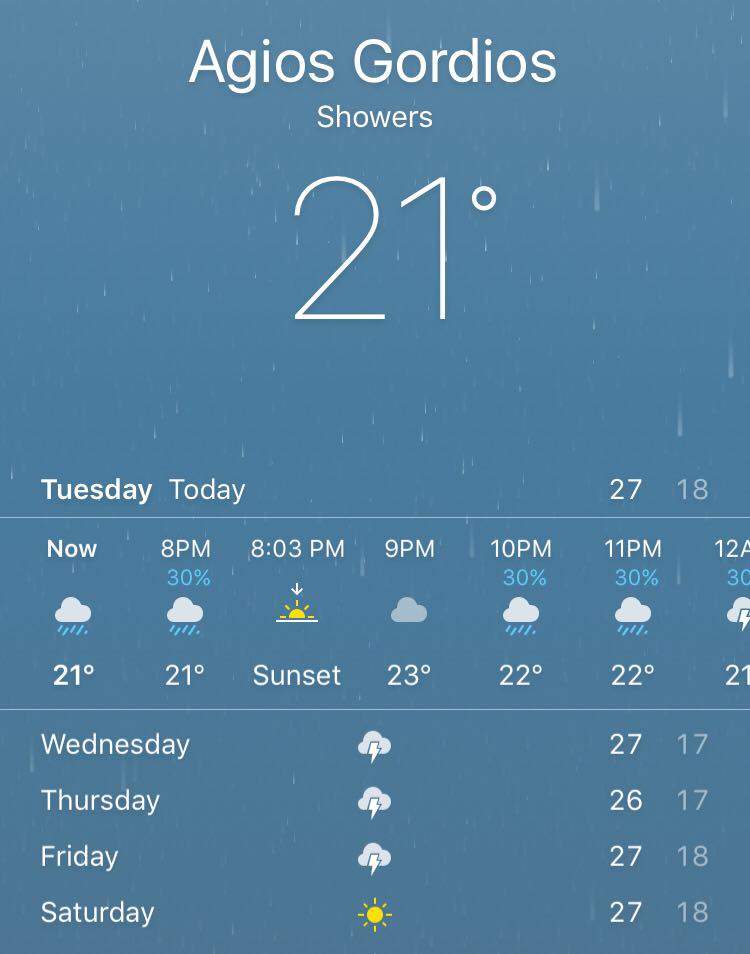 Agios Gordios
Showers
21°
Tuesday Today 27 18
Now 8PM 8:03 PM 9PM 10PM 11PM 12A
30% 30% 30% 30
21° 21° Sunset 23° 22° 22° 21
Wednesday 27 17
Thursday 26 17
Friday 27 18
Saturday 27 18